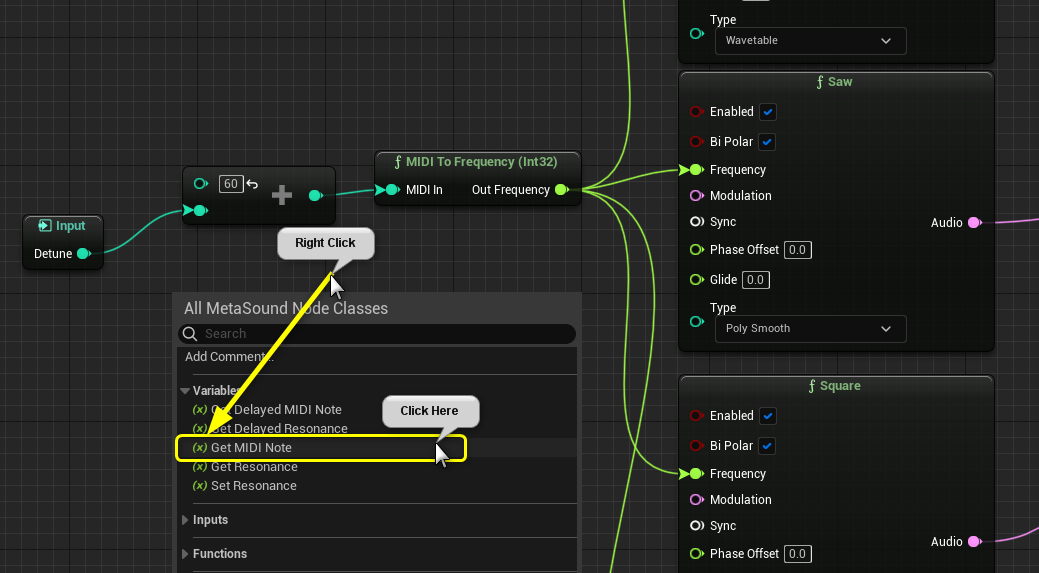 Type
Wavetable
Saw
Enabled
Bi Polar
Frequency
Modulation
Sync
Audio
Phase Offset 0.0
Glide 0.0
Type
Poly Smooth
60
MIDI To Frequency (Int32)
MIDI In Out Frequency
Input
Detune
Right Click
All MetaSound Node Classes
Search
Add Comment...
Variables
Get Delayed MIDI Note
Get Delayed Resonance
Click Here
Get MIDI Note
Get Resonance
Set Resonance
Inputs
Functions
Square
Enabled
Bi Polar
Frequency
Modulation
Sync
Audio
Phase Offset 0.0